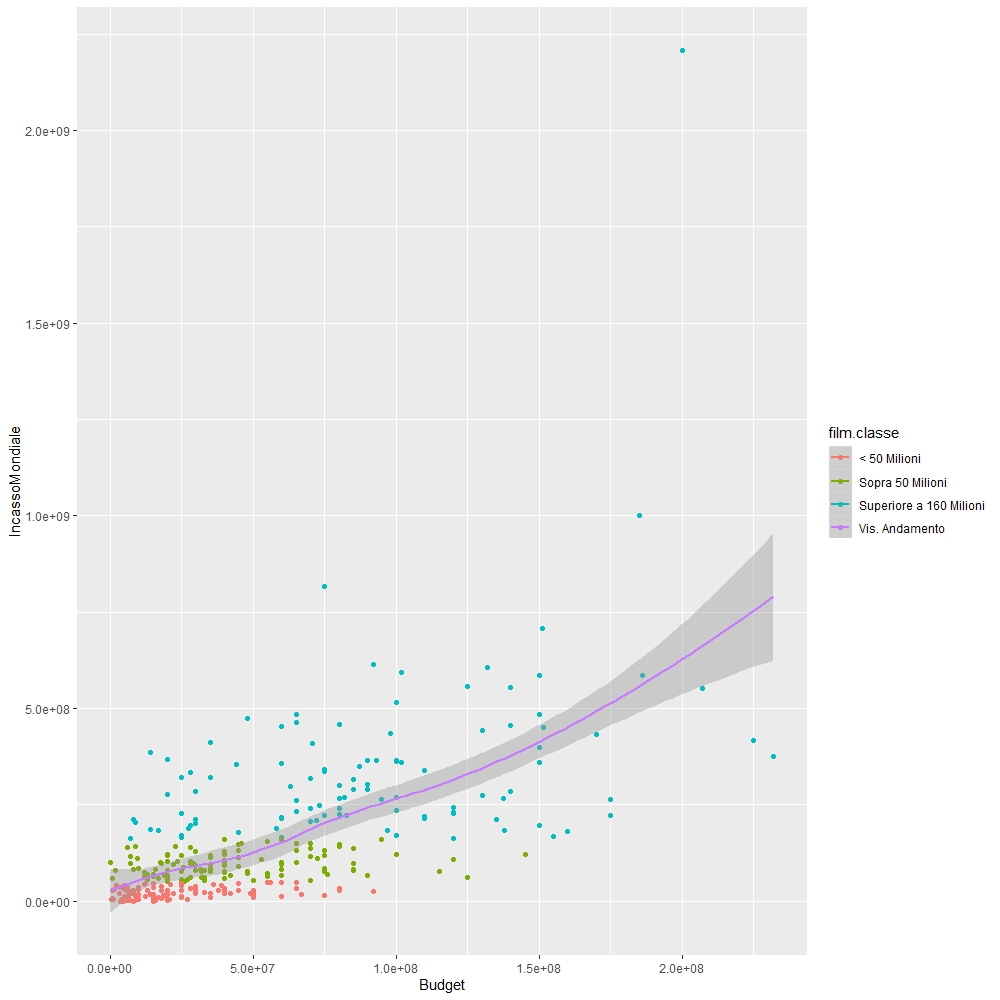 2.0e+09
1.5e+09
1.0e+09
5.0e+08
0.0e+00
IncassoMondiale
0.0e+00 5.0e+07 1.0e+08 1.5e+08 2.0e+08
Budget
film.classe
< 50 Milioni
Sopra 50 Milioni
Superiore a 160 Milioni
Vis. Andamento